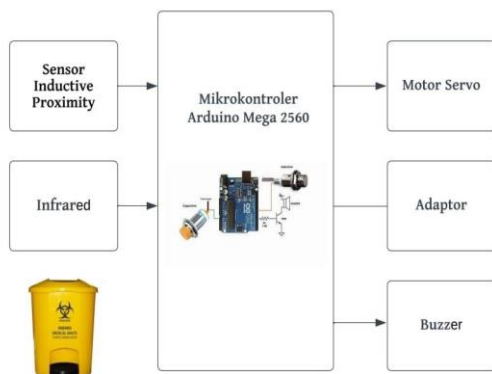 Sensor
Inductive
Proximity
Infrared
Mikrokontroler
Arduino Mega 2560
Motor Servo
Adaptor
Buzzer